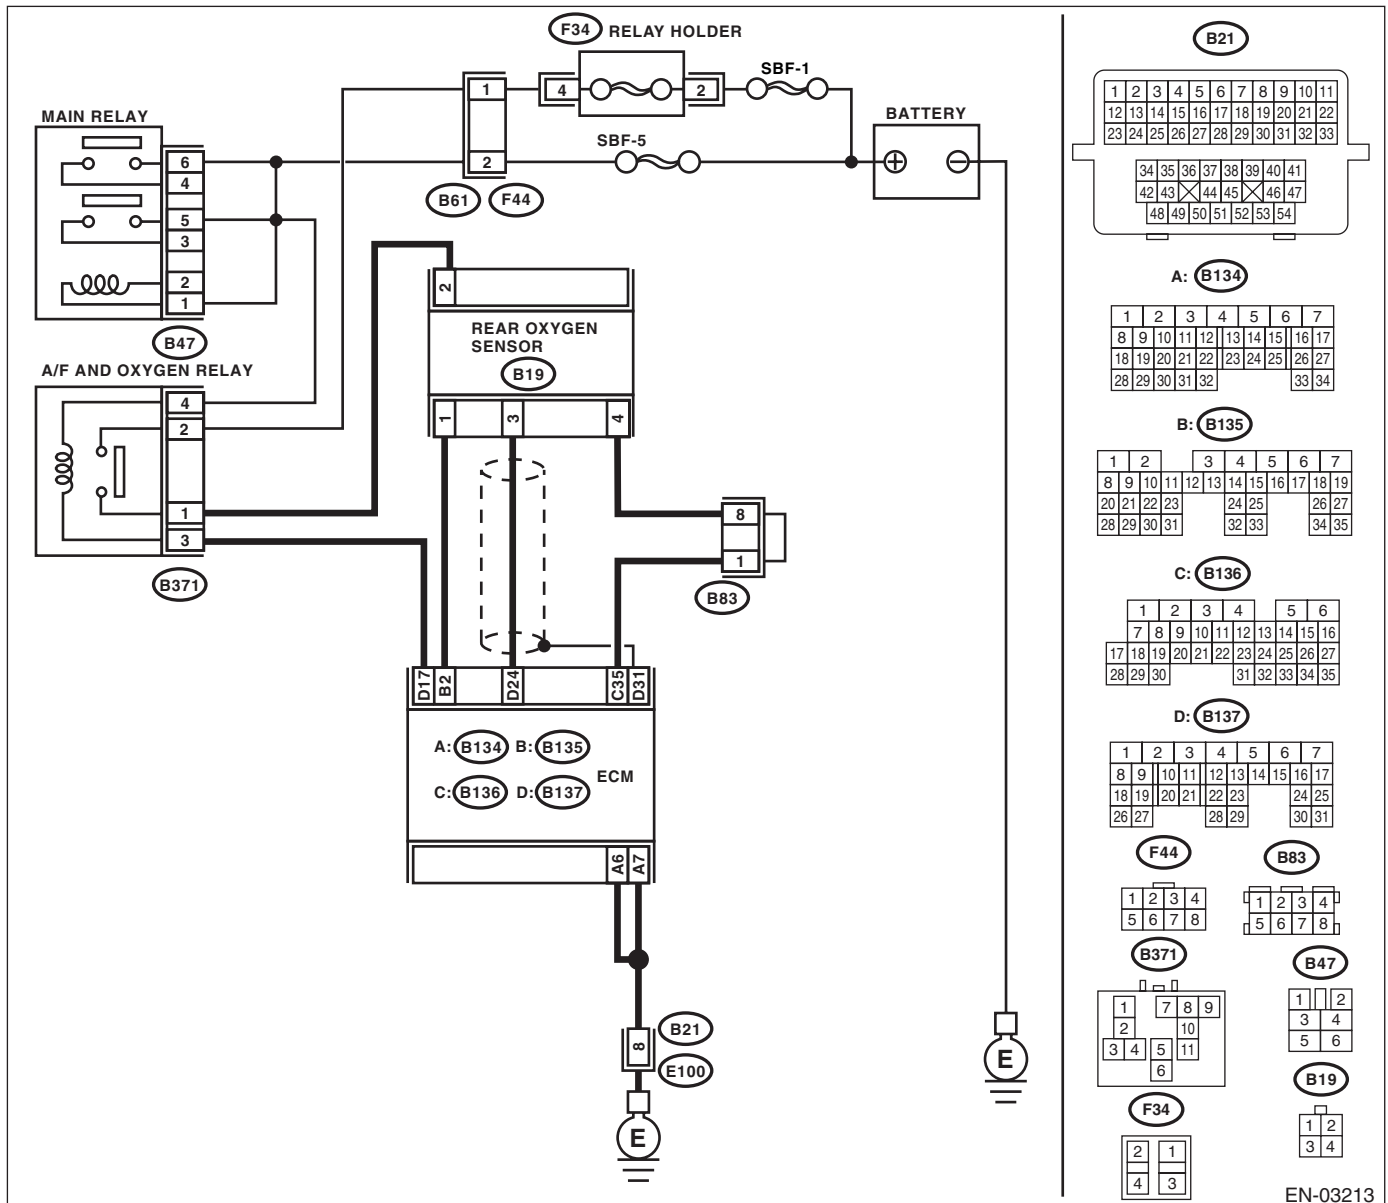 F34 RELAY HOLDER
4
2
SBF-1
MAIN RELAY
6
4
5
3
2
1
B47
1
2
B61 F44
SBF-5
BATTERY
+ −
A/F AND OXYGEN RELAY
4
2
1
3
B371
2
REAR OXYGEN
SENSOR
B19
1 3 4
8
1
B83
D17 B2 D24 C35 D31
A: B134 B: B135
ECM
C: B136 D: B137
A6 A7
8
B21
E100
E
E
B21
1 2 3 4 5 6 7 8 9 10 11
12 13 14 15 16 17 18 19 20 21 22
23 24 25 26 27 28 29 30 31 32 33
34 35 36 37 38 39 40 41
42 43 44 45 46 47
48 49 50 51 52 53 54
A: B134
1 2 3 4 5 6 7
8 9 10 11 12 13 14 15 16 17
18 19 20 21 22 23 24 25 26 27
28 29 30 31 32 33 34
B: B135
1 2 3 4 5 6 7
8 9 10 11 12 13 14 15 16 17 18 19
20 21 22 23 24 25 26 27
28 29 30 31 32 33 34 35
C: B136
1 2 3 4 5 6
7 8 9 10 11 12 13 14 15 16
17 18 19 20 21 22 23 24 25 26 27
28 29 30 31 32 33 34 35
D: B137
1 2 3 4 5 6 7
8 9 10 11 12 13 14 15 16 17
18 19 20 21 22 23 24 25
26 27 28 29 30 31
F44
1 2 3 4
5 6 7 8
B83
1 2 3 4
5 6 7 8
B371
1 7 8 9
2 10
3 4 5 11
6
B47
1 2
3 4
5 6
B19
1 2
3 4
F34
2 1
4 3
EN-03213